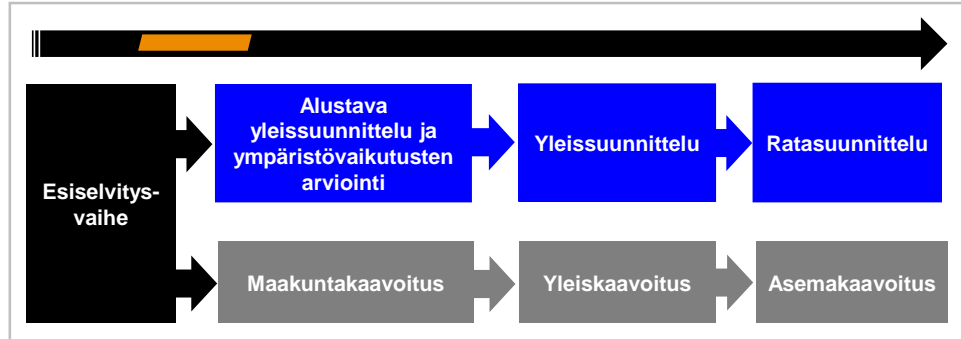 Esiselvitys-
vaihe
Alustava
yleissuunnittelu ja
ympäristövaikutusten
arviointi
Yleissuunnittelu
Ratasuunnittelu
Maakuntakaavoitus
Yleiskaavoitus
Asemakaavoitus